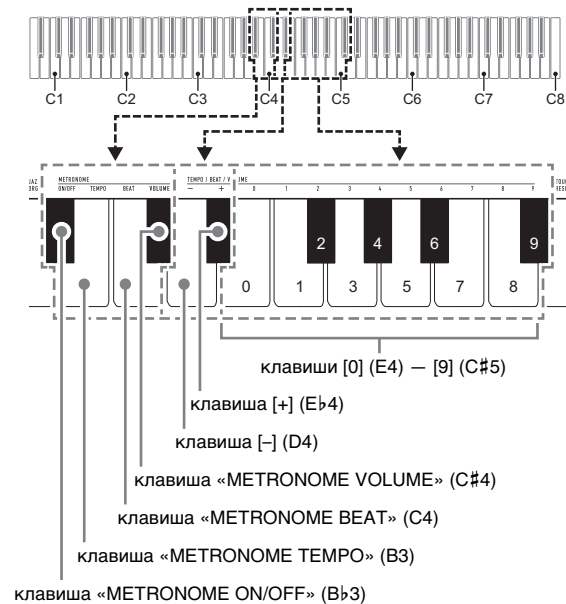 C1 C2 C3 C4 C5 C6 C7 C8
METRONOME TEMPO / BEAT / V UME
ON/OFF TEMPO BEAT VOLUME – + 0 1 2 3 4 5 6 7 8 9
2 4 6 9
0 1 3 5 7 8
клавиши [0] (E4) — [9] (C♯5)
клавиша [+] (E♭4)
клавиша [–] (D4)
клавиша «METRONOME VOLUME» (C♯4)
клавиша «METRONOME BEAT» (C4)
клавиша «METRONOME TEMPO» (B3)
клавиша «METRONOME ON/OFF» (B♭3)